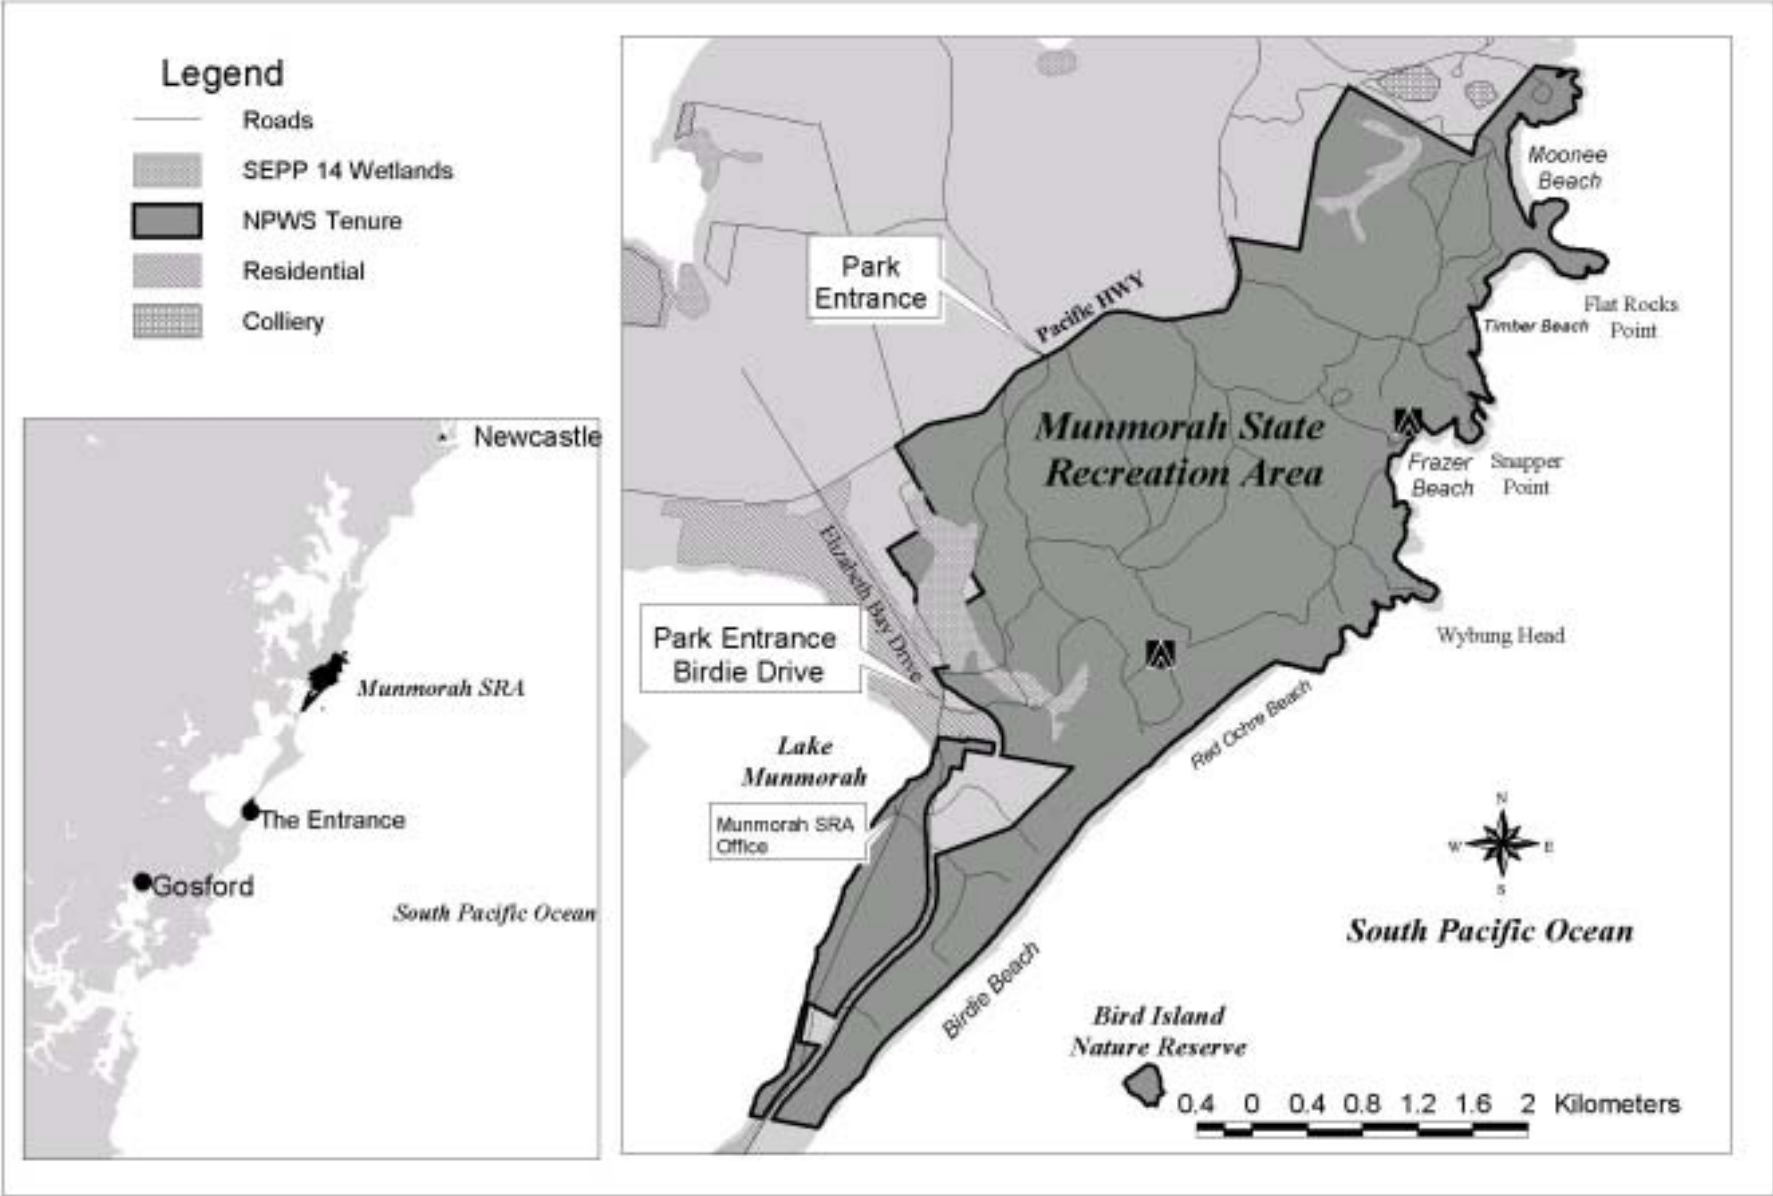 Legend
Roads
SEPP 14 Wetlands
NPWS Tenure
Residential
Colliery
Newcastle
Munmorah SRA
The Entrance
Gosford
South Pacific Ocean
Moonee
Beach
Park
Entrance
Pacific HWY
Flat Rocks
Point
Timber Beach
Munmorah State
Recreation Area
Frazer
Beach
Snapper
Point
Elizabeth Bay Drive
Park Entrance
Birdie Drive
Wybung Head
Red Ochre Beach
Lake
Munmorah
Munmorah SRA
Office
N
W E
S
South Pacific Ocean
Birdie Beach
Bird Island
Nature Reserve
0.4 0 0.4 0.8 1.2 1.6 2 Kilometers